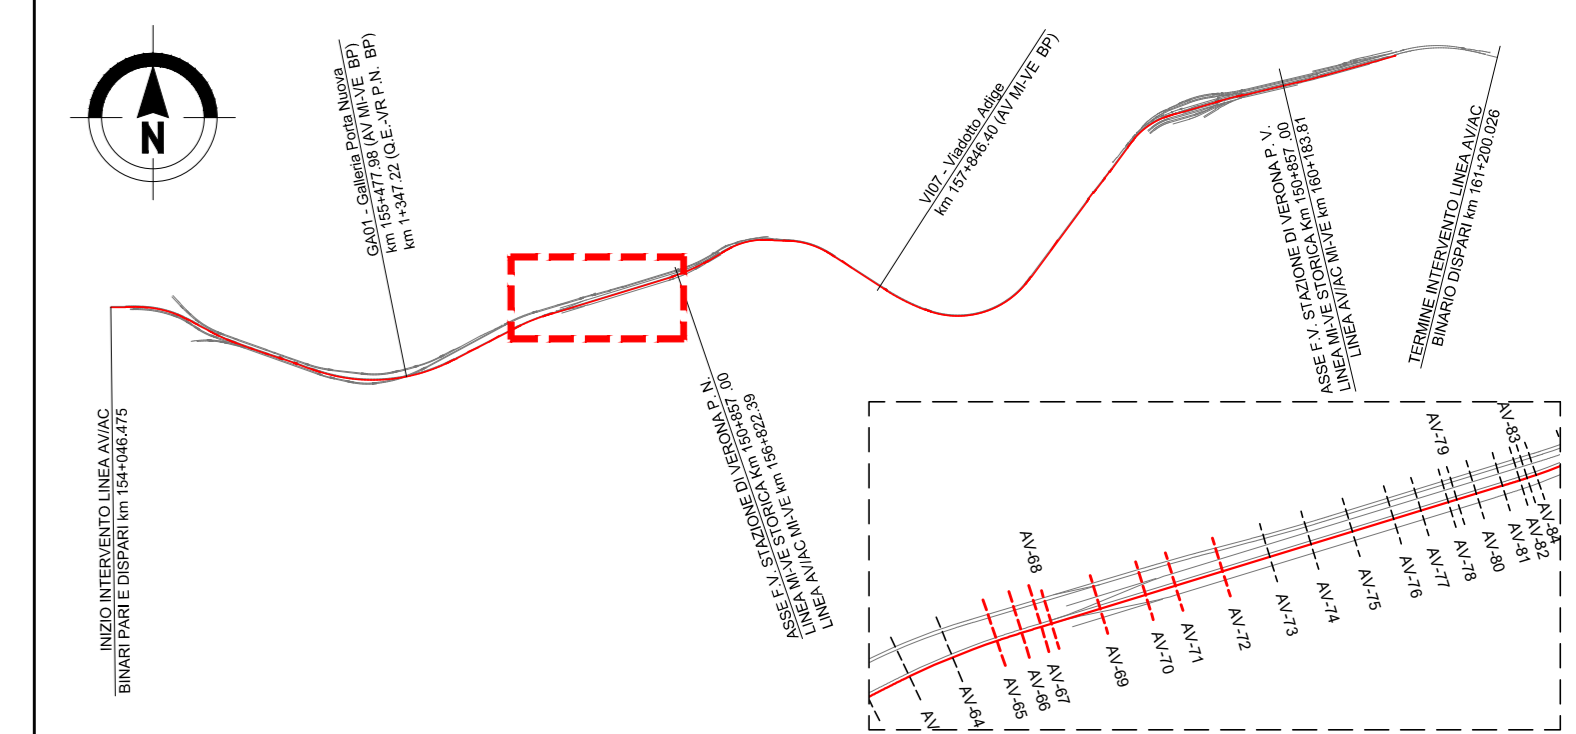 N
GA01 - Galleria Porta Nuova
km 155+477.98 (AV MI-VE BP)
km 1+347.22 (Q.E.-VR P.N. BP)
VI07 - Viadotto Adige
km 157+846.40 (AV MI-VE BP)
ASSE F.V. STAZIONE DI VERONA P. V.
LINEA MI-VE STORICA Km 150+857 .00
LINEA AV/AC MI-VE km 160+183.81
TERMINE INTERVENTO LINEA AV/AC
BINARIO DISPARI km 161+200.026
INIZIO INTERVENTO LINEA AV/AC
BINARI PARI E DISPARI km 154+046.475
ASSE F.V. STAZIONE DI VERONA P. N.
LINEA MI-VE STORICA Km 150+857 .00
LINEA AV/AC MI-VE km 156+822.39
AV
AV-64
AV-65
AV-66
AV-67
AV-68
AV-69
AV-70
AV-71
AV-72
AV-73
AV-74
AV-75
AV-76
AV-77
AV-78
AV-79
AV-80
AV-81
AV-82
AV-83
AV-84